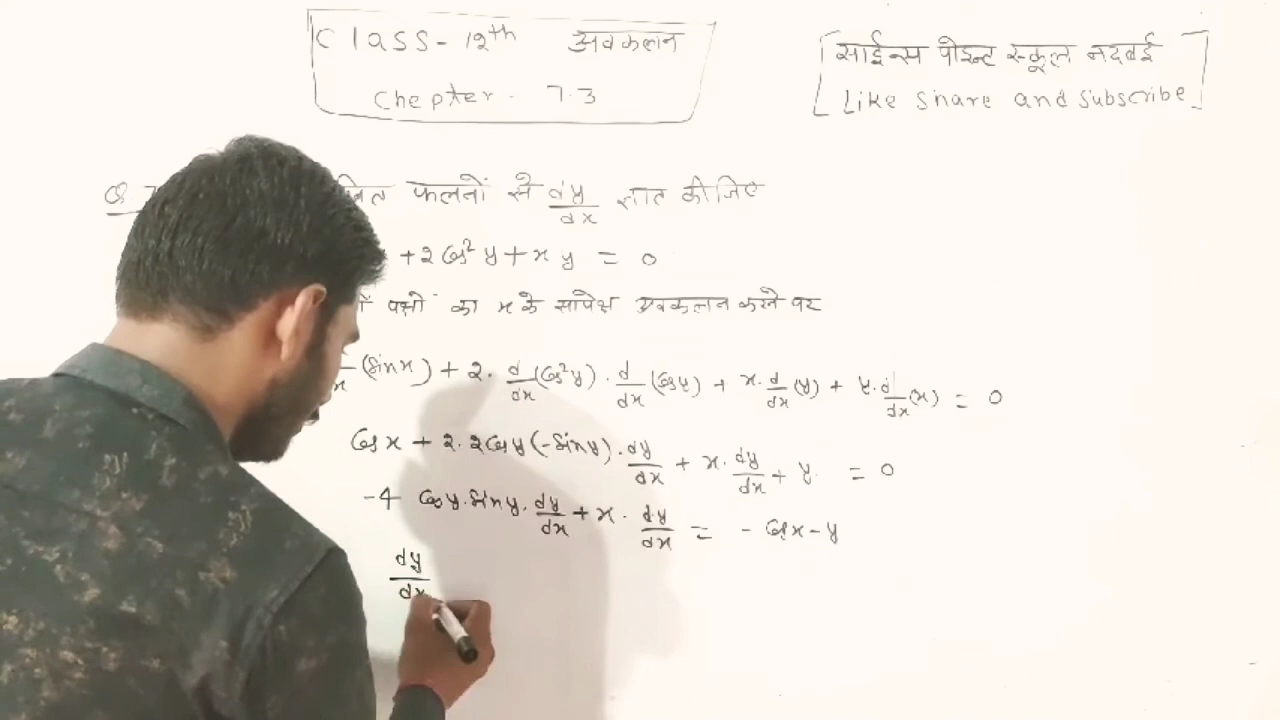 Class - 12th अवकलन
Chepter - 7.3
साईन्स पोइन्ट स्कूल नदबई
Like Share and Subscribe
Q फलनों से dy/dx ज्ञात कीजिए
+ 2 cos² y + x y = 0
पक्षों का x के सापेक्ष अवकलन करने पर
(sin x) + 2 · d/dx (cos² y) · d/dx (cos y) + x · d/dx (y) + y · d/dx (x) = 0
cos x + 2 · 2 cos y (- sin y) · dy/dx + x · dy/dx + y · = 0
-4 cos y · sin y · dy/dx + x · dy/dx = - cos x - y
dy/dx